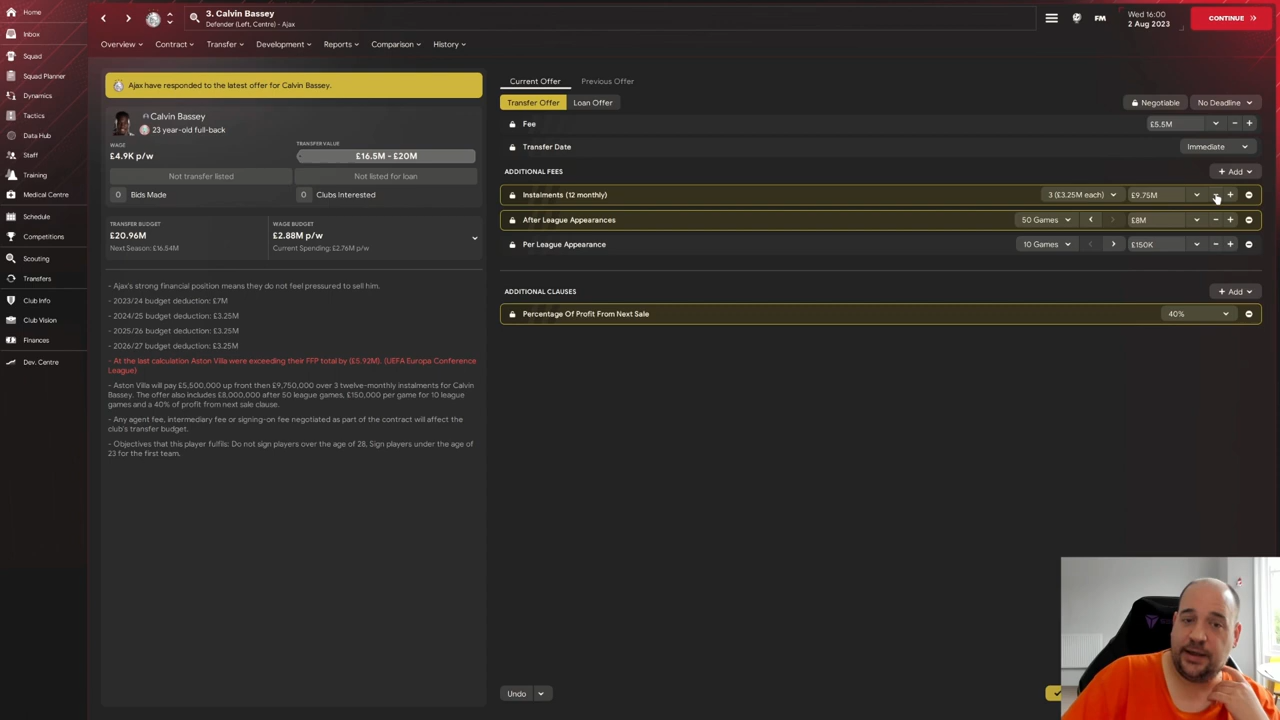 Home
Inbox
Squad
Squad Planner
Dynamics
Tactics
Data Hub
Staff
Training
Medical Centre
Schedule
Competitions
Scouting
Transfers
Club Info
Club Vision
Finances
Dev. Centre
3. Calvin Bassey
Defender (Left, Centre) - Ajax
FM
Wed 16:00
2 Aug 2023
CONTINUE
Overview
Contract
Transfer
Development
Reports
Comparison
History
Ajax have responded to the latest offer for Calvin Bassey.
Calvin Bassey
23 year-old full-back
WAGE
£4.9K p/w
TRANSFER VALUE
£16.5M - £20M
Not transfer listed
Not listed for loan
0 Bids Made
0 Clubs Interested
TRANSFER BUDGET
£20.96M
Next Season: £16.54M
WAGE BUDGET
£2.88M p/w
Current Spending: £2.76M p/w
- Ajax's strong financial position means they do not feel pressured to sell him.
- 2023/24 budget deduction: £7M
- 2024/25 budget deduction: £3.25M
- 2025/26 budget deduction: £3.25M
- 2026/27 budget deduction: £3.25M
- At the last calculation Aston Villa were exceeding their FFP total by (£5.92M). (UEFA Europa Conference
League)
- Aston Villa will pay £5,500,000 up front then £9,750,000 over 3 twelve-monthly instalments for Calvin
Bassey. The offer also includes £8,000,000 after 50 league games, £150,000 per game for 10 league
games and a 40% of profit from next sale clause.
- Any agent fee, intermediary fee or signing-on fee negotiated as part of the contract will affect the
club's transfer budget.
- Objectives that this player fulfils: Do not sign players over the age of 28, Sign players under the age of
23 for the first team.
Current Offer
Previous Offer
Transfer Offer
Loan Offer
Negotiable
No Deadline
Fee
£5.5M
Transfer Date
Immediate
ADDITIONAL FEES
+ Add
Instalments (12 monthly)
3 (£3.25M each)
£9.75M
After League Appearances
50 Games
£8M
Per League Appearance
10 Games
£150K
ADDITIONAL CLAUSES
+ Add
Percentage Of Profit From Next Sale
40%
Undo